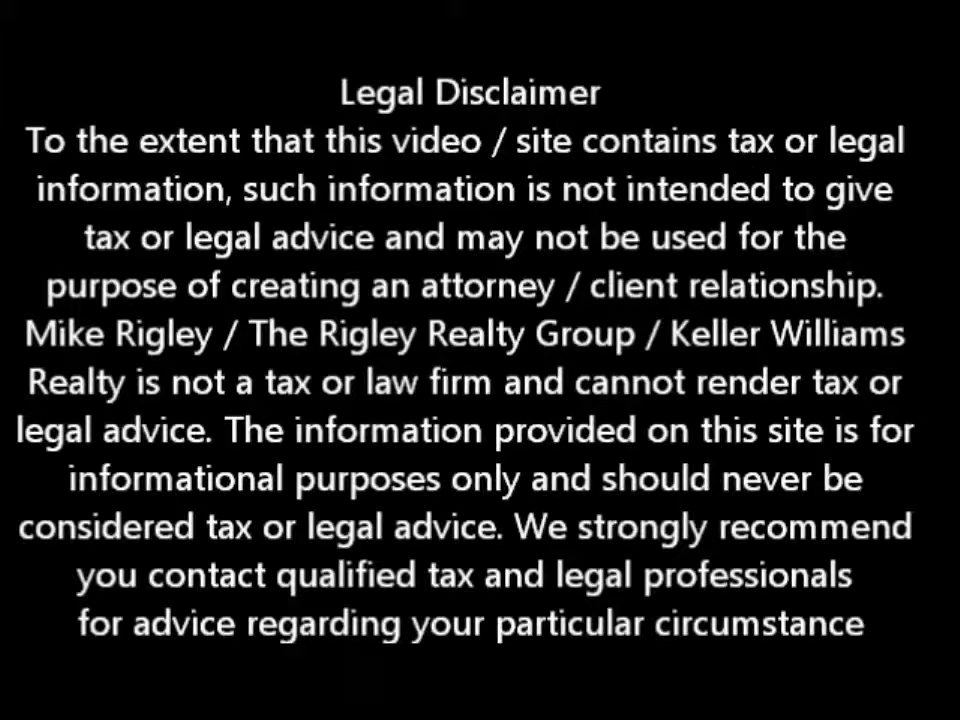 Legal Disclaimer
To the extent that this video / site contains tax or legal
information, such information is not intended to give
tax or legal advice and may not be used for the
purpose of creating an attorney / client relationship.
Mike Rigley / The Rigley Realty Group / Keller Williams
Realty is not a tax or law firm and cannot render tax or
legal advice. The information provided on this site is for
informational purposes only and should never be
considered tax or legal advice. We strongly recommend
you contact qualified tax and legal professionals
for advice regarding your particular circumstance